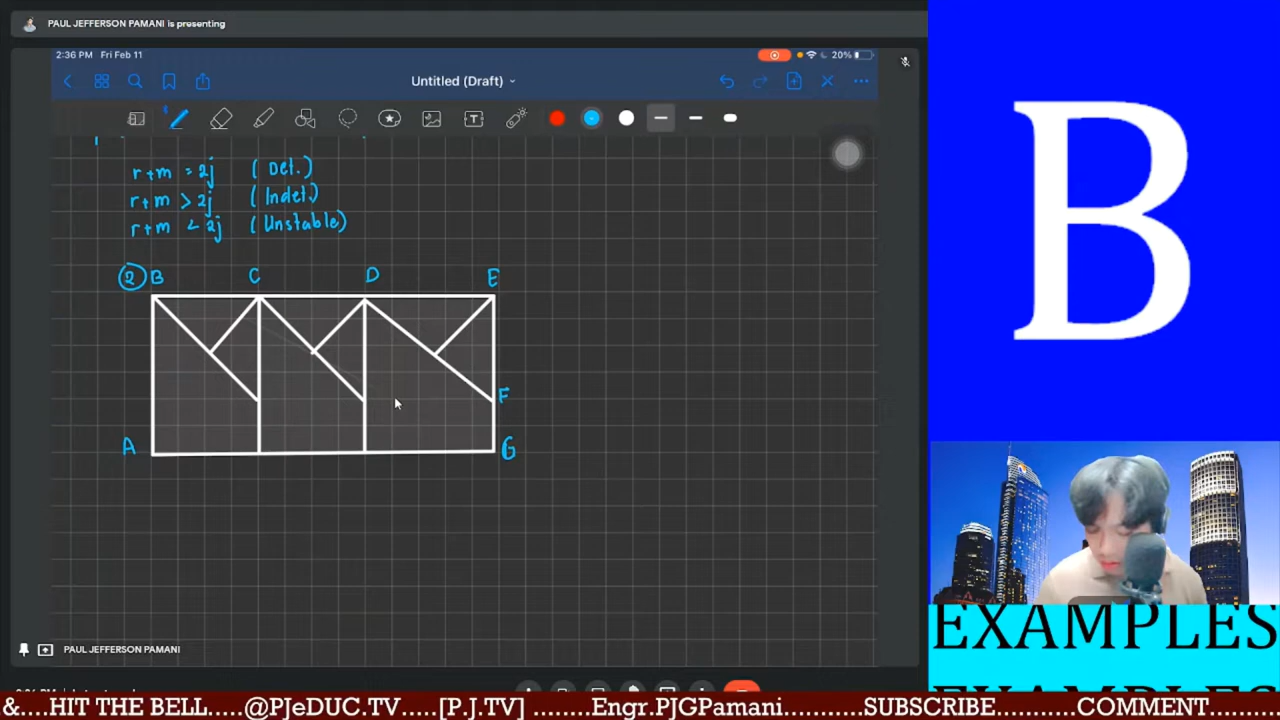 PAUL JEFFERSON PAMANI is presenting
2:36 PM Fri Feb 11
20%
Untitled (Draft)
r+m = 2j (Det.)
r+m > 2j (Indet.)
r+m < 2j (Unstable)
2 B C D E
F
A G
PAUL JEFFERSON PAMANI
B
EXAMPLES
&....HIT THE BELL.....@PJeDUC.TV.....[P.J.TV] .......Engr.PJGPamani............SUBSCRIBE...........COMMENT....